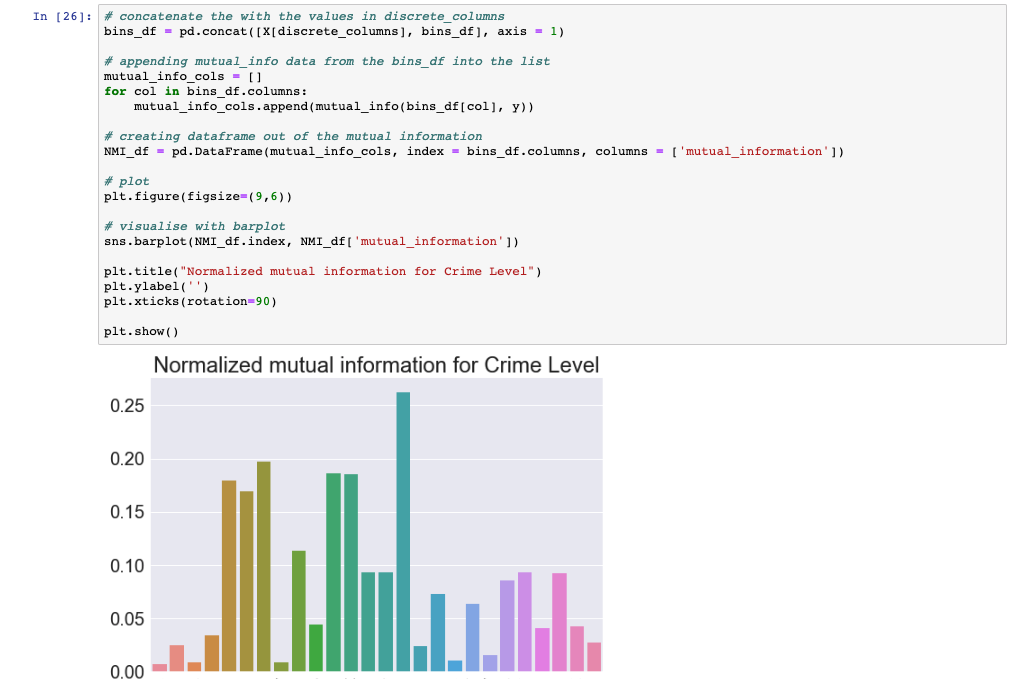 In [26]:
# concatenate the with the values in discrete_columns
bins_df = pd.concat([X[discrete_columns], bins_df], axis = 1)
# appending mutual_info data from the bins_df into the list
mutual_info_cols = []
for col in bins_df.columns:
    mutual_info_cols.append(mutual_info(bins_df[col], y))
# creating dataframe out of the mutual information
NMI_df = pd.DataFrame(mutual_info_cols, index = bins_df.columns, columns = ['mutual_information'])
# plot
plt.figure(figsize=(9,6))
# visualise with barplot
sns.barplot(NMI_df.index, NMI_df['mutual_information'])
plt.title("Normalized mutual information for Crime Level")
plt.ylabel('')
plt.xticks(rotation=90)
plt.show()
Normalized mutual information for Crime Level
0.25
0.20
0.15
0.10
0.05
0.00